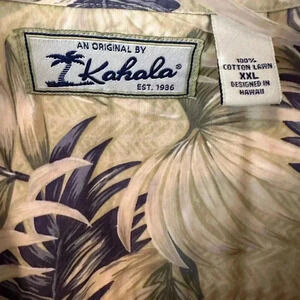 AN ORIGINAL BY
Kahala®
EST. 1936
100%
COTTON LAWN
XXL
DESIGNED IN
HAWAII